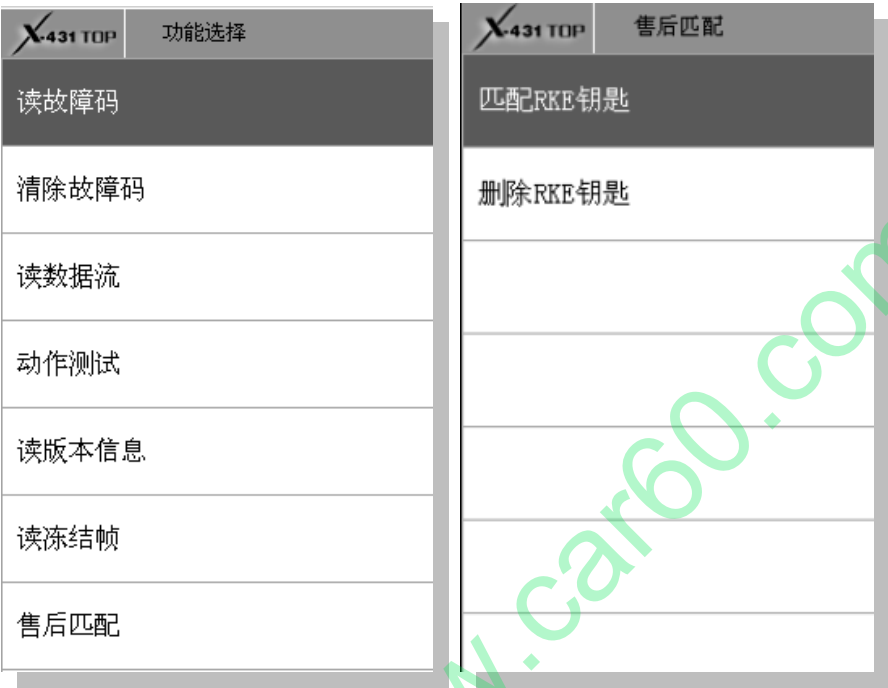 X-431 TOP 功能选择
读故障码
清除故障码
读数据流
动作测试
读版本信息
读冻结帧
售后匹配
X-431 TOP 售后匹配
匹配RKE钥匙
删除RKE钥匙
w.car60.com